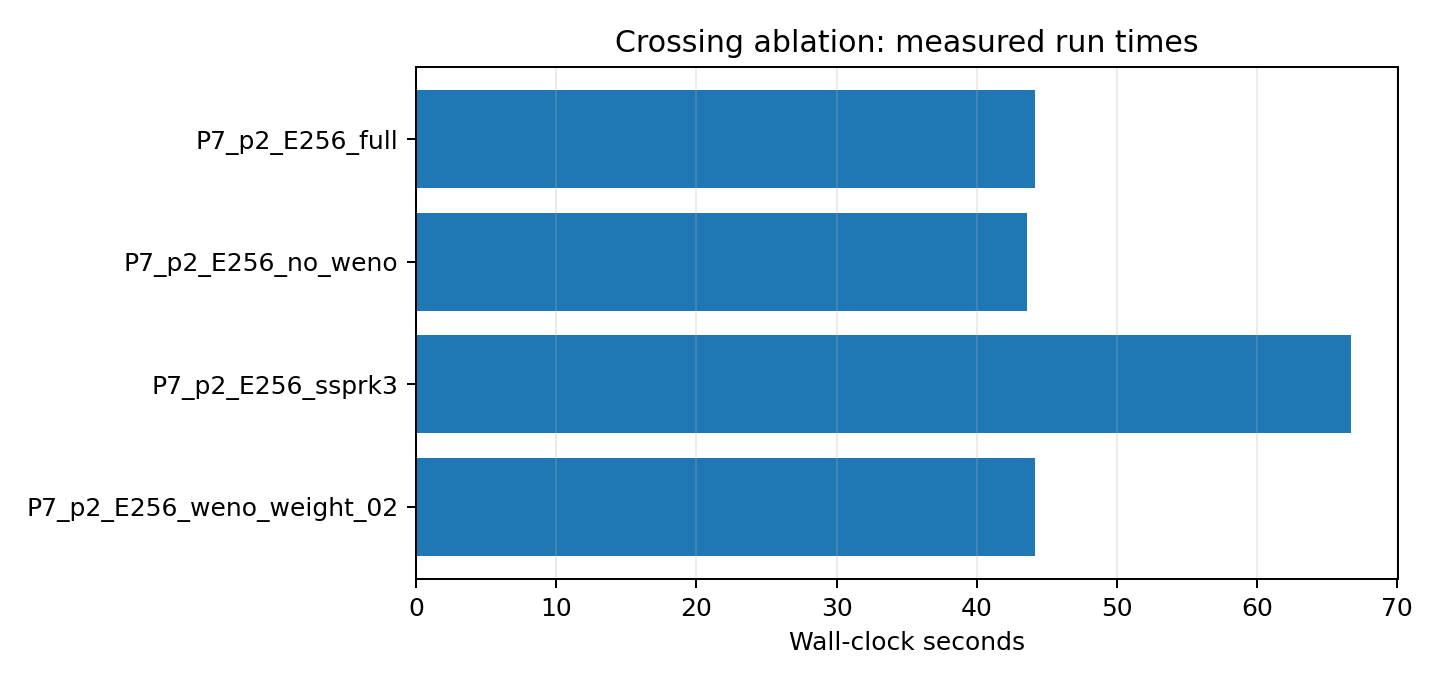 Crossing ablation: measured run times
P7_p2_E256_full
P7_p2_E256_no_weno
P7_p2_E256_ssprk3
P7_p2_E256_weno_weight_02
0 10 20 30 40 50 60 70
Wall-clock seconds